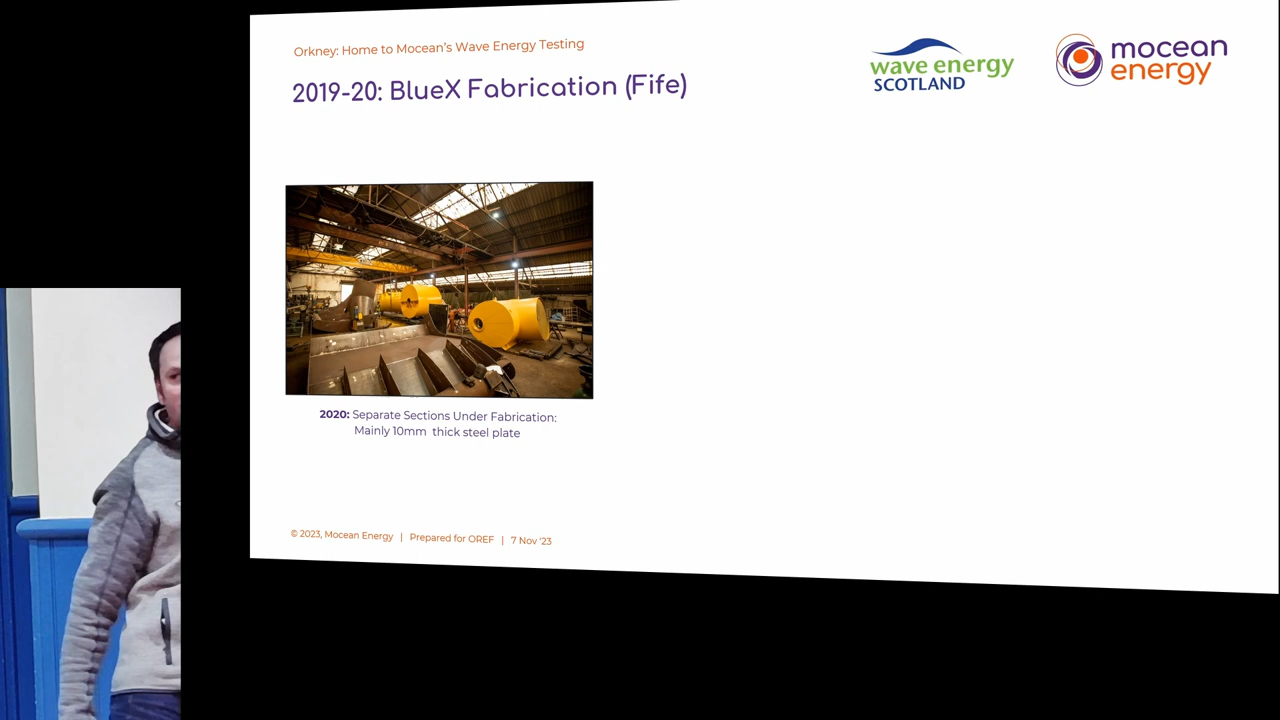 Orkney: Home to Mocean's Wave Energy Testing
2019-20: BlueX Fabrication (Fife)
wave energy
SCOTLAND
mocean
energy
2020: Separate Sections Under Fabrication:
Mainly 10mm thick steel plate
© 2023, Mocean Energy | Prepared for OREF | 7 Nov '23